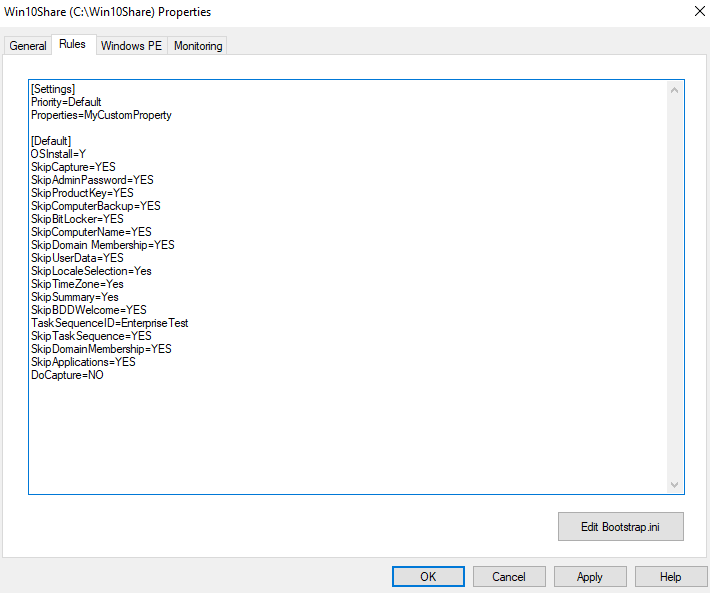 Win10Share (C:\Win10Share) Properties
General Rules Windows PE Monitoring
[Settings]
Priority=Default
Properties=MyCustomProperty
[Default]
OSInstall=Y
SkipCapture=YES
SkipAdminPassword=YES
SkipProductKey=YES
SkipComputerBackup=YES
SkipBitLocker=YES
SkipComputerName=YES
SkipDomain Membership=YES
SkipUserData=YES
SkipLocaleSelection=Yes
SkipTimeZone=Yes
SkipSummary=Yes
SkipBDDWelcome=YES
TaskSequenceID=EnterpriseTest
SkipTaskSequence=YES
SkipDomainMembership=YES
SkipApplications=YES
DoCapture=NO
Edit Bootstrap.ini
OK Cancel Apply Help